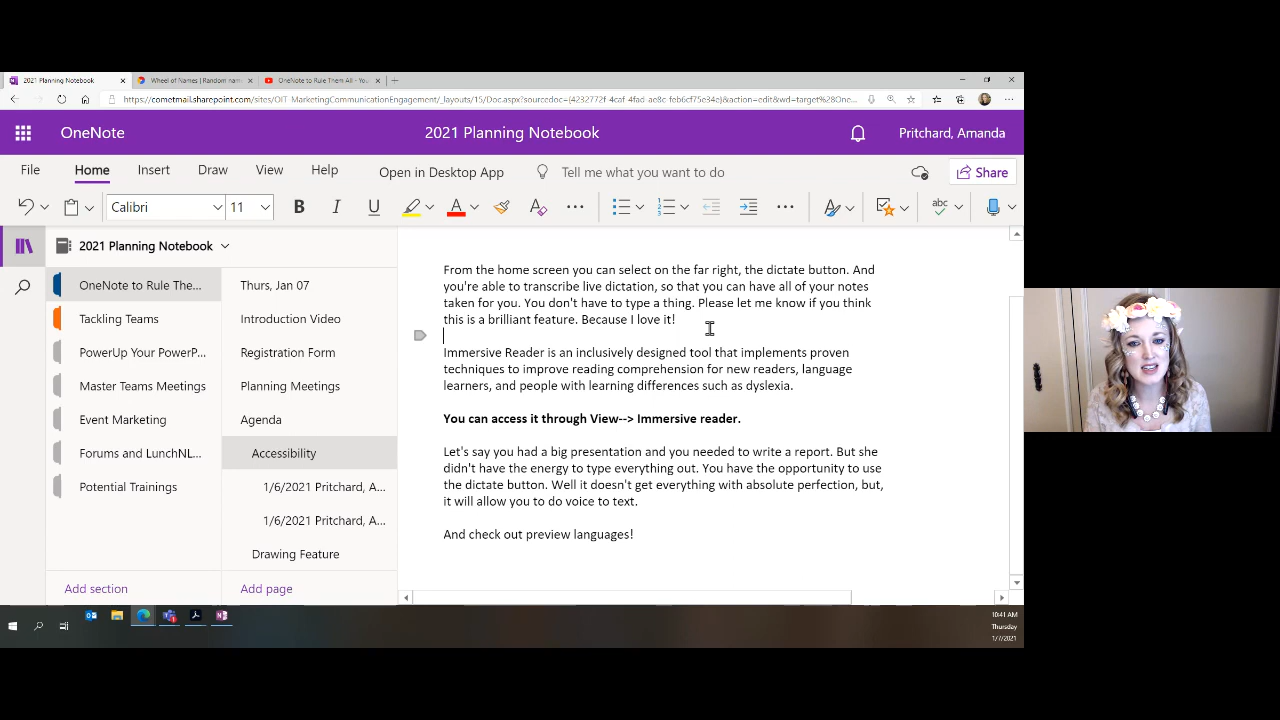 2021 Planning Notebook
Wheel of Names | Random nam
OneNote to Rule Them All - You
OneNote
2021 Planning Notebook
Pritchard, Amanda
File
Home
Insert
Draw
View
Help
Open in Desktop App
Tell me what you want to do
Share
Calibri
11
B
I
U
abc
2021 Planning Notebook
OneNote to Rule The...
Tackling Teams
PowerUp Your PowerP...
Master Teams Meetings
Event Marketing
Forums and LunchNL...
Potential Trainings
Add section
Thurs, Jan 07
Introduction Video
Registration Form
Planning Meetings
Agenda
Accessibility
1/6/2021 Pritchard, A...
1/6/2021 Pritchard, A...
Drawing Feature
Add page
From the home screen you can select on the far right, the dictate button. And
you're able to transcribe live dictation, so that you can have all of your notes
taken for you. You don't have to type a thing. Please let me know if you think
this is a brilliant feature. Because I love it!
Immersive Reader is an inclusively designed tool that implements proven
techniques to improve reading comprehension for new readers, language
learners, and people with learning differences such as dyslexia.
You can access it through View--> Immersive reader.
Let's say you had a big presentation and you needed to write a report. But she
didn't have the energy to type everything out. You have the opportunity to use
the dictate button. Well it doesn't get everything with absolute perfection, but,
it will allow you to do voice to text.
And check out preview languages!
10:41 AM
Thursday
1/7/2021